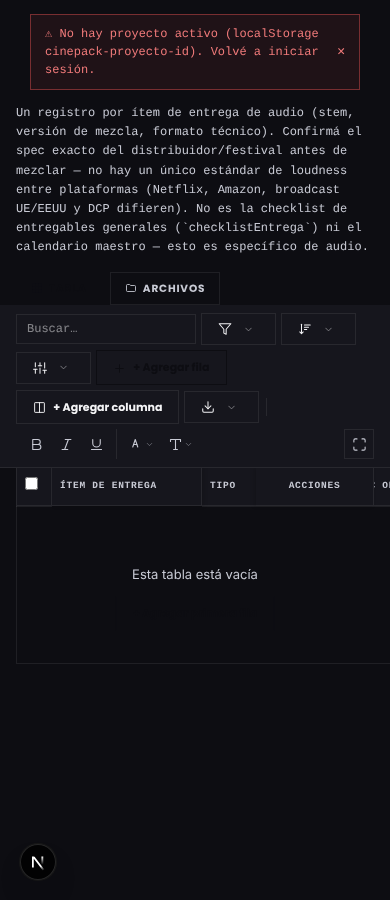 ⚠ No hay proyecto activo (localStorage
cinepack-proyecto-id). Volvé a iniciar
sesión.
×
Un registro por ítem de entrega de audio (stem,
versión de mezcla, formato técnico). Confirmá el
spec exacto del distribuidor/festival antes de
mezclar — no hay un único estándar de loudness
entre plataformas (Netflix, Amazon, broadcast
UE/EEUU y DCP difieren). No es la checklist de
entregables generales (`checklistEntrega`) ni el
calendario maestro — esto es específico de audio.
ARCHIVOS
Buscar…
+ Agregar fila
+ Agregar columna
B I U A T
ÍTEM DE ENTREGA TIPO ACCIONES
Esta tabla está vacía
N